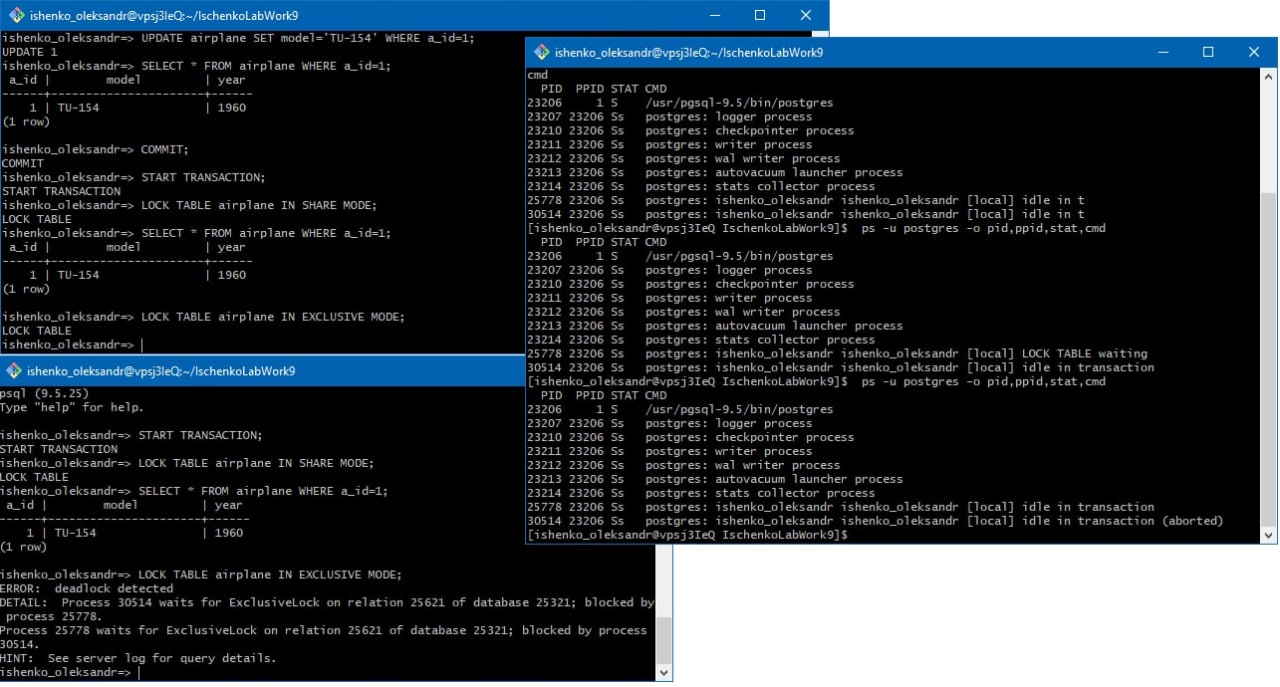 ishenko_oleksandr@vpsj3IeQ:~/IschenkoLabWork9
ishenko_oleksandr=> UPDATE airplane SET model='TU-154' WHERE a_id=1;
UPDATE 1
ishenko_oleksandr=> SELECT * FROM airplane WHERE a_id=1;
 a_id |         model         | year
------+-----------------------+------
    1 | TU-154                | 1960
(1 row)
ishenko_oleksandr=> COMMIT;
COMMIT
ishenko_oleksandr=> START TRANSACTION;
START TRANSACTION
ishenko_oleksandr=> LOCK TABLE airplane IN SHARE MODE;
LOCK TABLE
ishenko_oleksandr=> SELECT * FROM airplane WHERE a_id=1;
 a_id |         model         | year
------+-----------------------+------
    1 | TU-154                | 1960
(1 row)
ishenko_oleksandr=> LOCK TABLE airplane IN EXCLUSIVE MODE;
LOCK TABLE
ishenko_oleksandr=>
ishenko_oleksandr@vpsj3IeQ:~/IschenkoLabWork9
cmd
  PID  PPID STAT CMD
23206     1 S    /usr/pgsql-9.5/bin/postgres
23207 23206 Ss   postgres: logger process
23210 23206 Ss   postgres: checkpointer process
23211 23206 Ss   postgres: writer process
23212 23206 Ss   postgres: wal writer process
23213 23206 Ss   postgres: autovacuum launcher process
23214 23206 Ss   postgres: stats collector process
25778 23206 Ss   postgres: ishenko_oleksandr ishenko_oleksandr [local] idle in t
30514 23206 Ss   postgres: ishenko_oleksandr ishenko_oleksandr [local] idle in t
[ishenko_oleksandr@vpsj3IeQ IschenkoLabWork9]$  ps -u postgres -o pid,ppid,stat,cmd
  PID  PPID STAT CMD
23206     1 S    /usr/pgsql-9.5/bin/postgres
23207 23206 Ss   postgres: logger process
23210 23206 Ss   postgres: checkpointer process
23211 23206 Ss   postgres: writer process
23212 23206 Ss   postgres: wal writer process
23213 23206 Ss   postgres: autovacuum launcher process
23214 23206 Ss   postgres: stats collector process
25778 23206 Ss   postgres: ishenko_oleksandr ishenko_oleksandr [local] LOCK TABLE waiting
30514 23206 Ss   postgres: ishenko_oleksandr ishenko_oleksandr [local] idle in transaction
[ishenko_oleksandr@vpsj3IeQ IschenkoLabWork9]$  ps -u postgres -o pid,ppid,stat,cmd
  PID  PPID STAT CMD
23206     1 S    /usr/pgsql-9.5/bin/postgres
23207 23206 Ss   postgres: logger process
23210 23206 Ss   postgres: checkpointer process
23211 23206 Ss   postgres: writer process
23212 23206 Ss   postgres: wal writer process
23213 23206 Ss   postgres: autovacuum launcher process
23214 23206 Ss   postgres: stats collector process
25778 23206 Ss   postgres: ishenko_oleksandr ishenko_oleksandr [local] idle in transaction
30514 23206 Ss   postgres: ishenko_oleksandr ishenko_oleksandr [local] idle in transaction (aborted)
[ishenko_oleksandr@vpsj3IeQ IschenkoLabWork9]$
ishenko_oleksandr@vpsj3IeQ:~/IschenkoLabWork9
psql (9.5.25)
Type "help" for help.
ishenko_oleksandr=> START TRANSACTION;
START TRANSACTION
ishenko_oleksandr=> LOCK TABLE airplane IN SHARE MODE;
LOCK TABLE
ishenko_oleksandr=> SELECT * FROM airplane WHERE a_id=1;
 a_id |         model         | year
------+-----------------------+------
    1 | TU-154                | 1960
(1 row)
ishenko_oleksandr=> LOCK TABLE airplane IN EXCLUSIVE MODE;
ERROR:  deadlock detected
DETAIL:  Process 30514 waits for ExclusiveLock on relation 25621 of database 25321; blocked by
 process 25778.
Process 25778 waits for ExclusiveLock on relation 25621 of database 25321; blocked by process
30514.
HINT:  See server log for query details.
ishenko_oleksandr=>